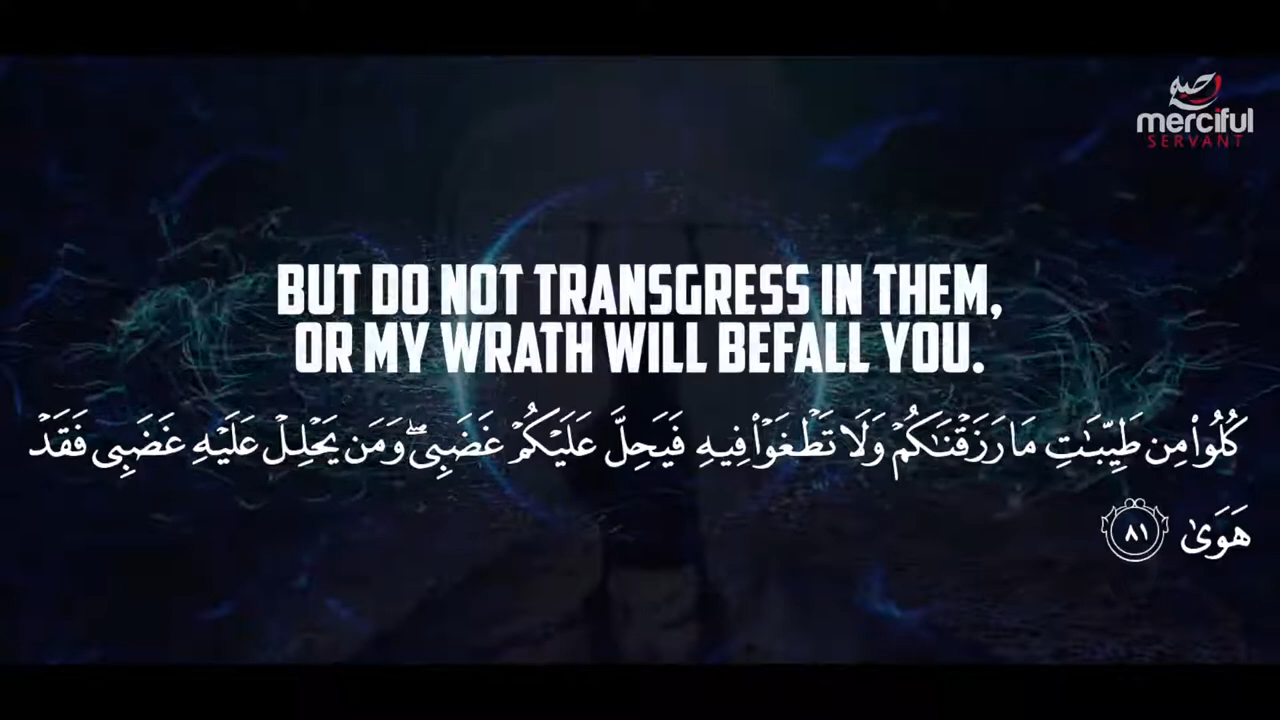 merciful
SERVANT
BUT DO NOT TRANSGRESS IN THEM,
OR MY WRATH WILL BEFALL YOU.
كُلُوا۟ مِن طَيِّبَـٰتِ مَا رَزَقْنَـٰكُمْ وَلَا تَطْغَوْا۟ فِيهِ فَيَحِلَّ عَلَيْكُمْ غَضَبِى ۖ وَمَن يَحْلِلْ عَلَيْهِ غَضَبِى فَقَدْ
هَوَىٰ ٨١